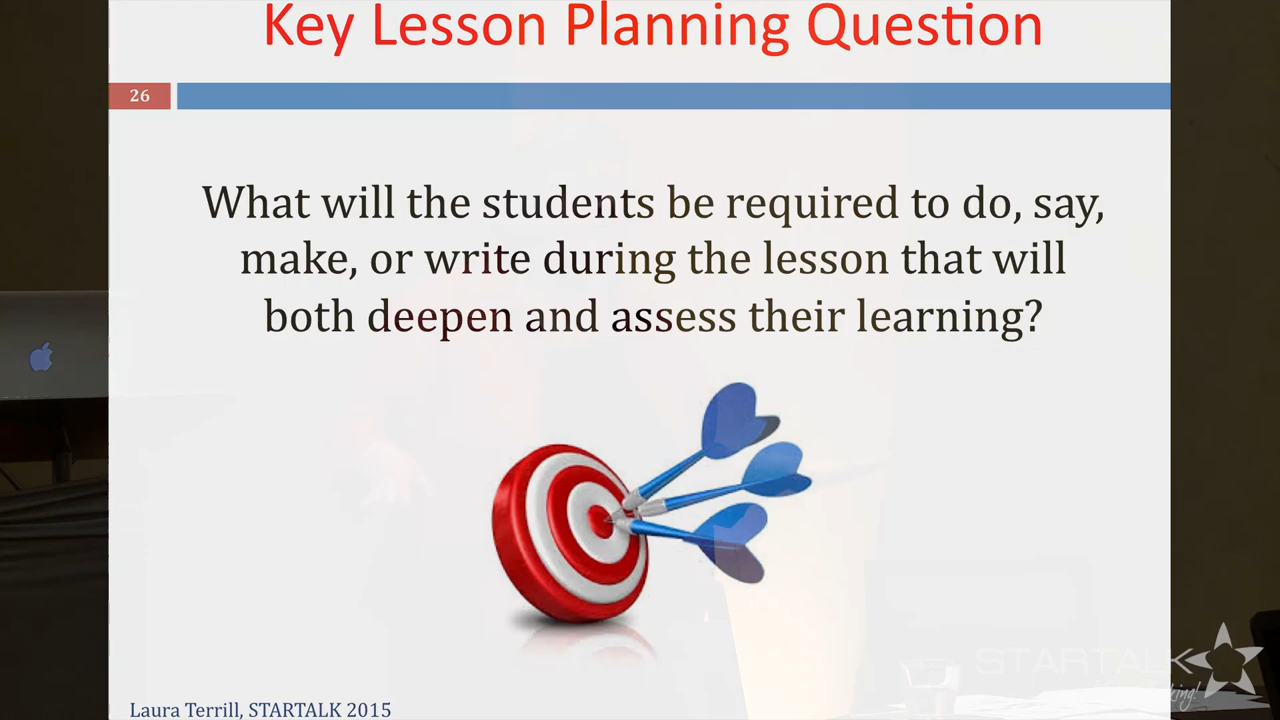 Key Lesson Planning Question
26
What will the students be required to do, say,
make, or write during the lesson that will
both deepen and assess their learning?
STARTALK
Laura Terrill, STARTALK 2015